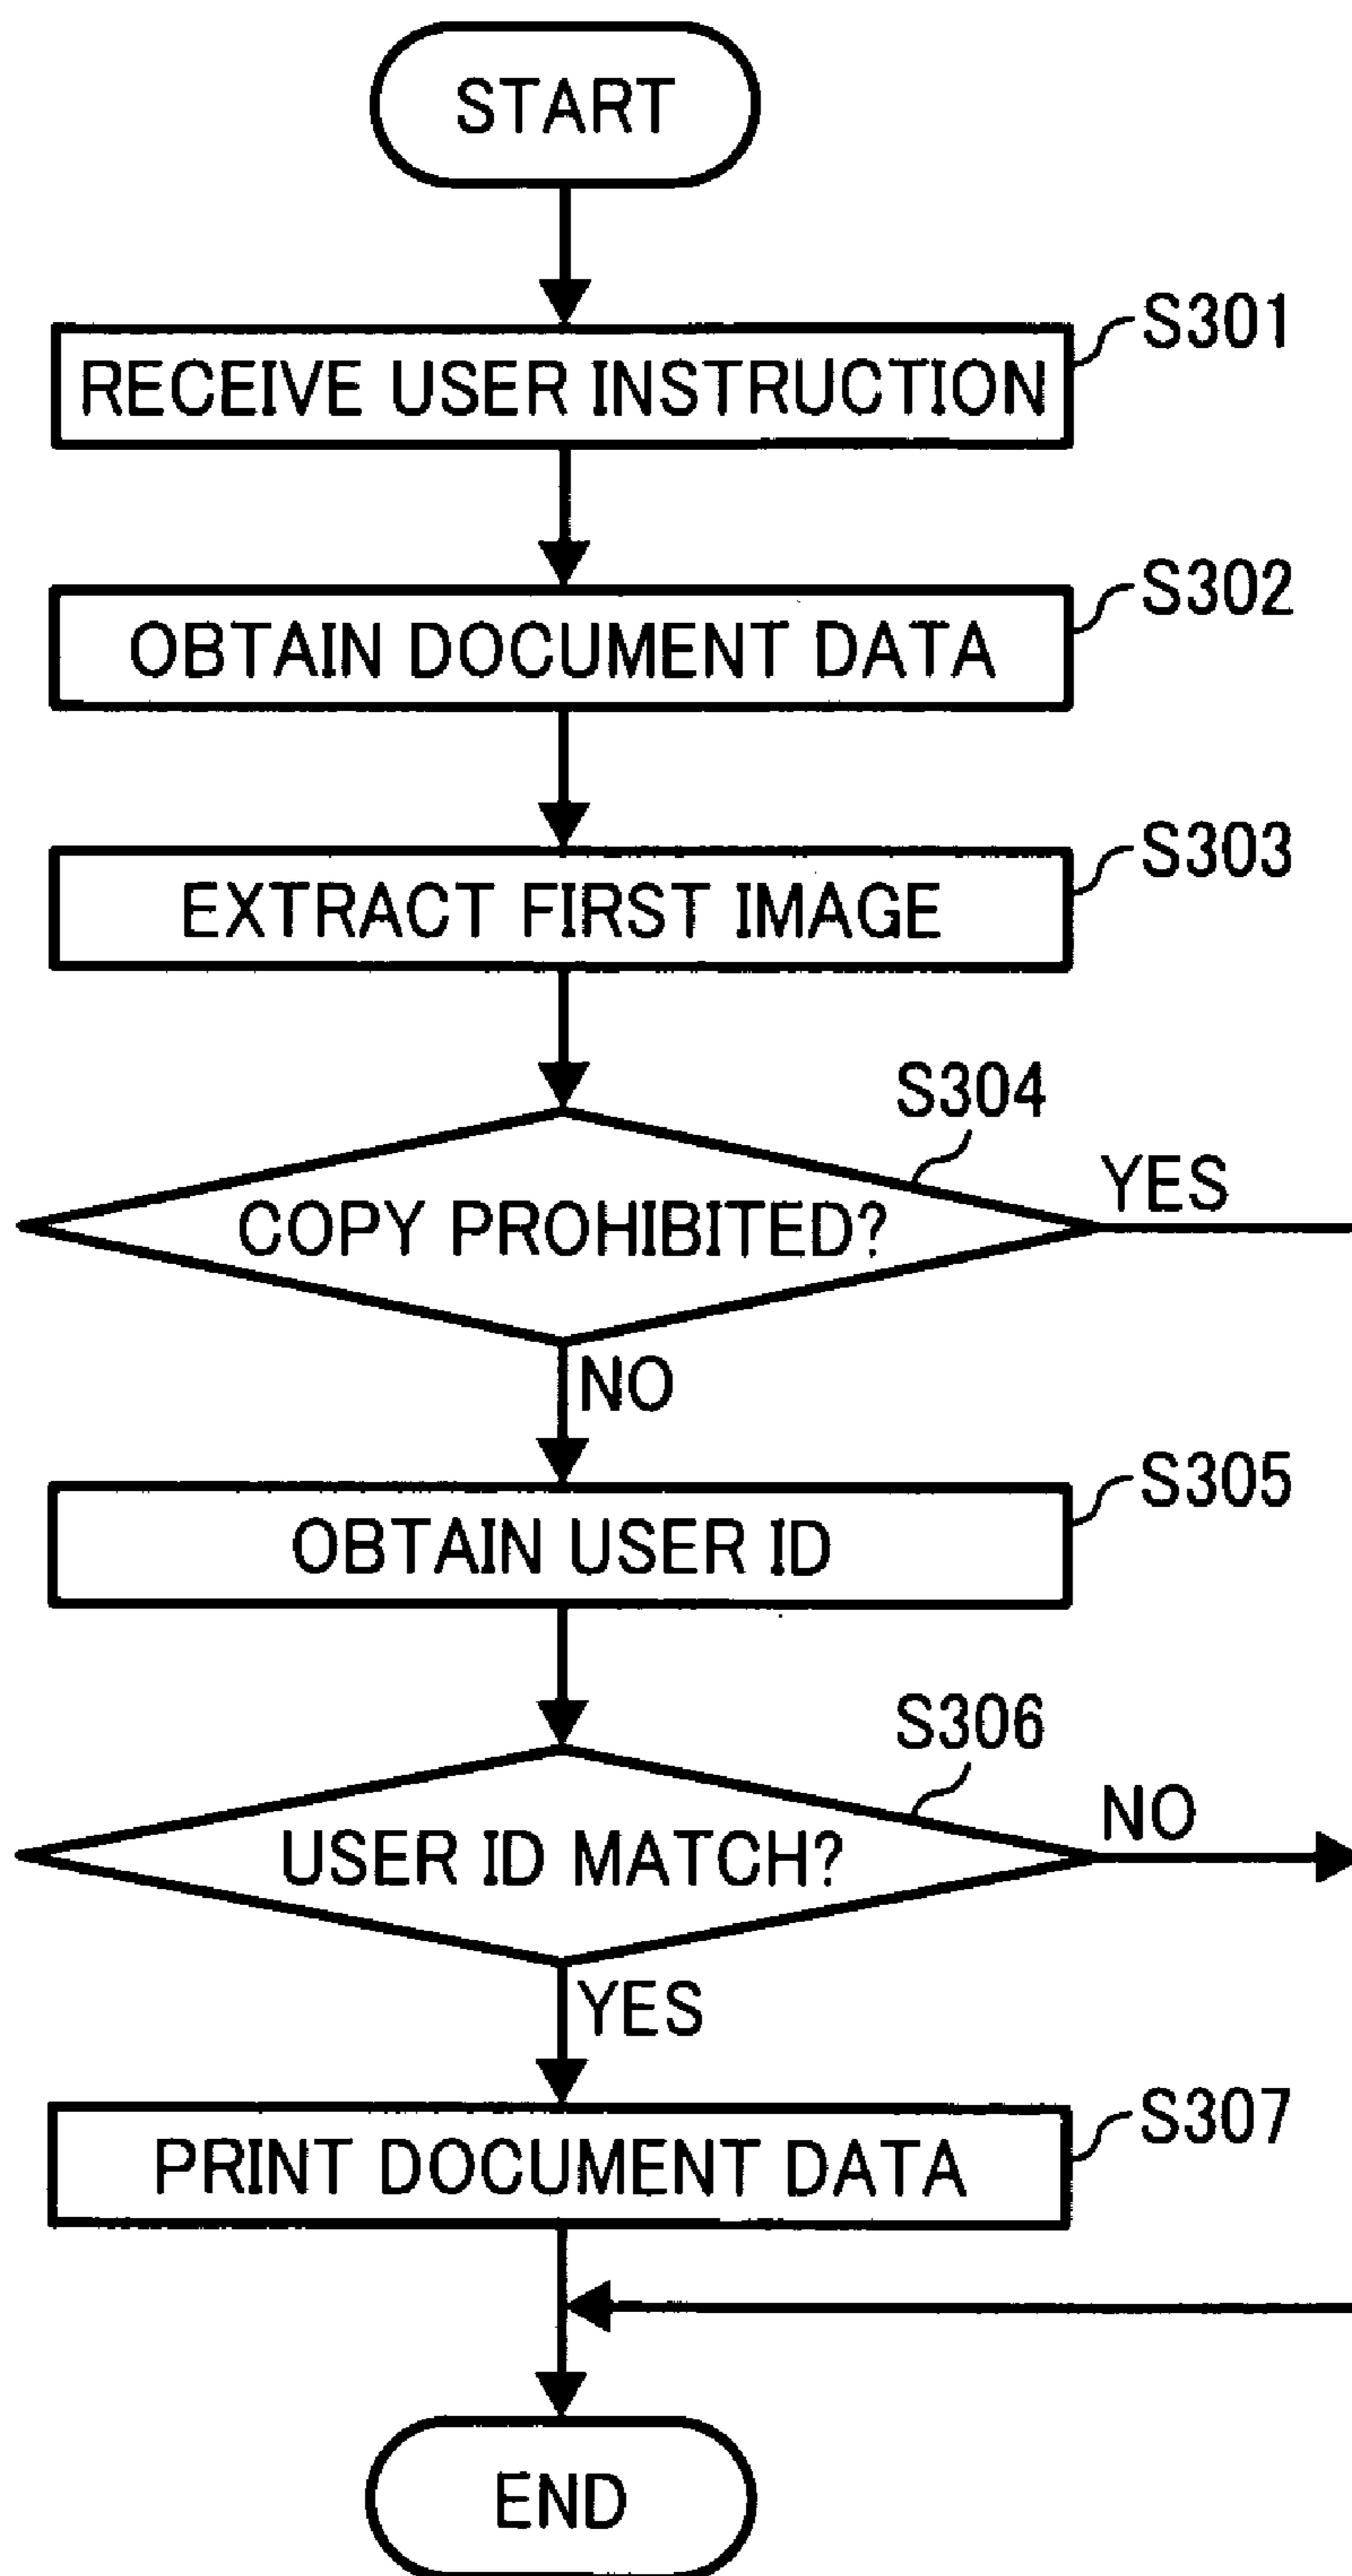 START
S301
RECEIVE USER INSTRUCTION
S302
OBTAIN DOCUMENT DATA
S303
EXTRACT FIRST IMAGE
S304
COPY PROHIBITED?
YES
NO
S305
OBTAIN USER ID
S306
USER ID MATCH?
NO
YES
S307
PRINT DOCUMENT DATA
END